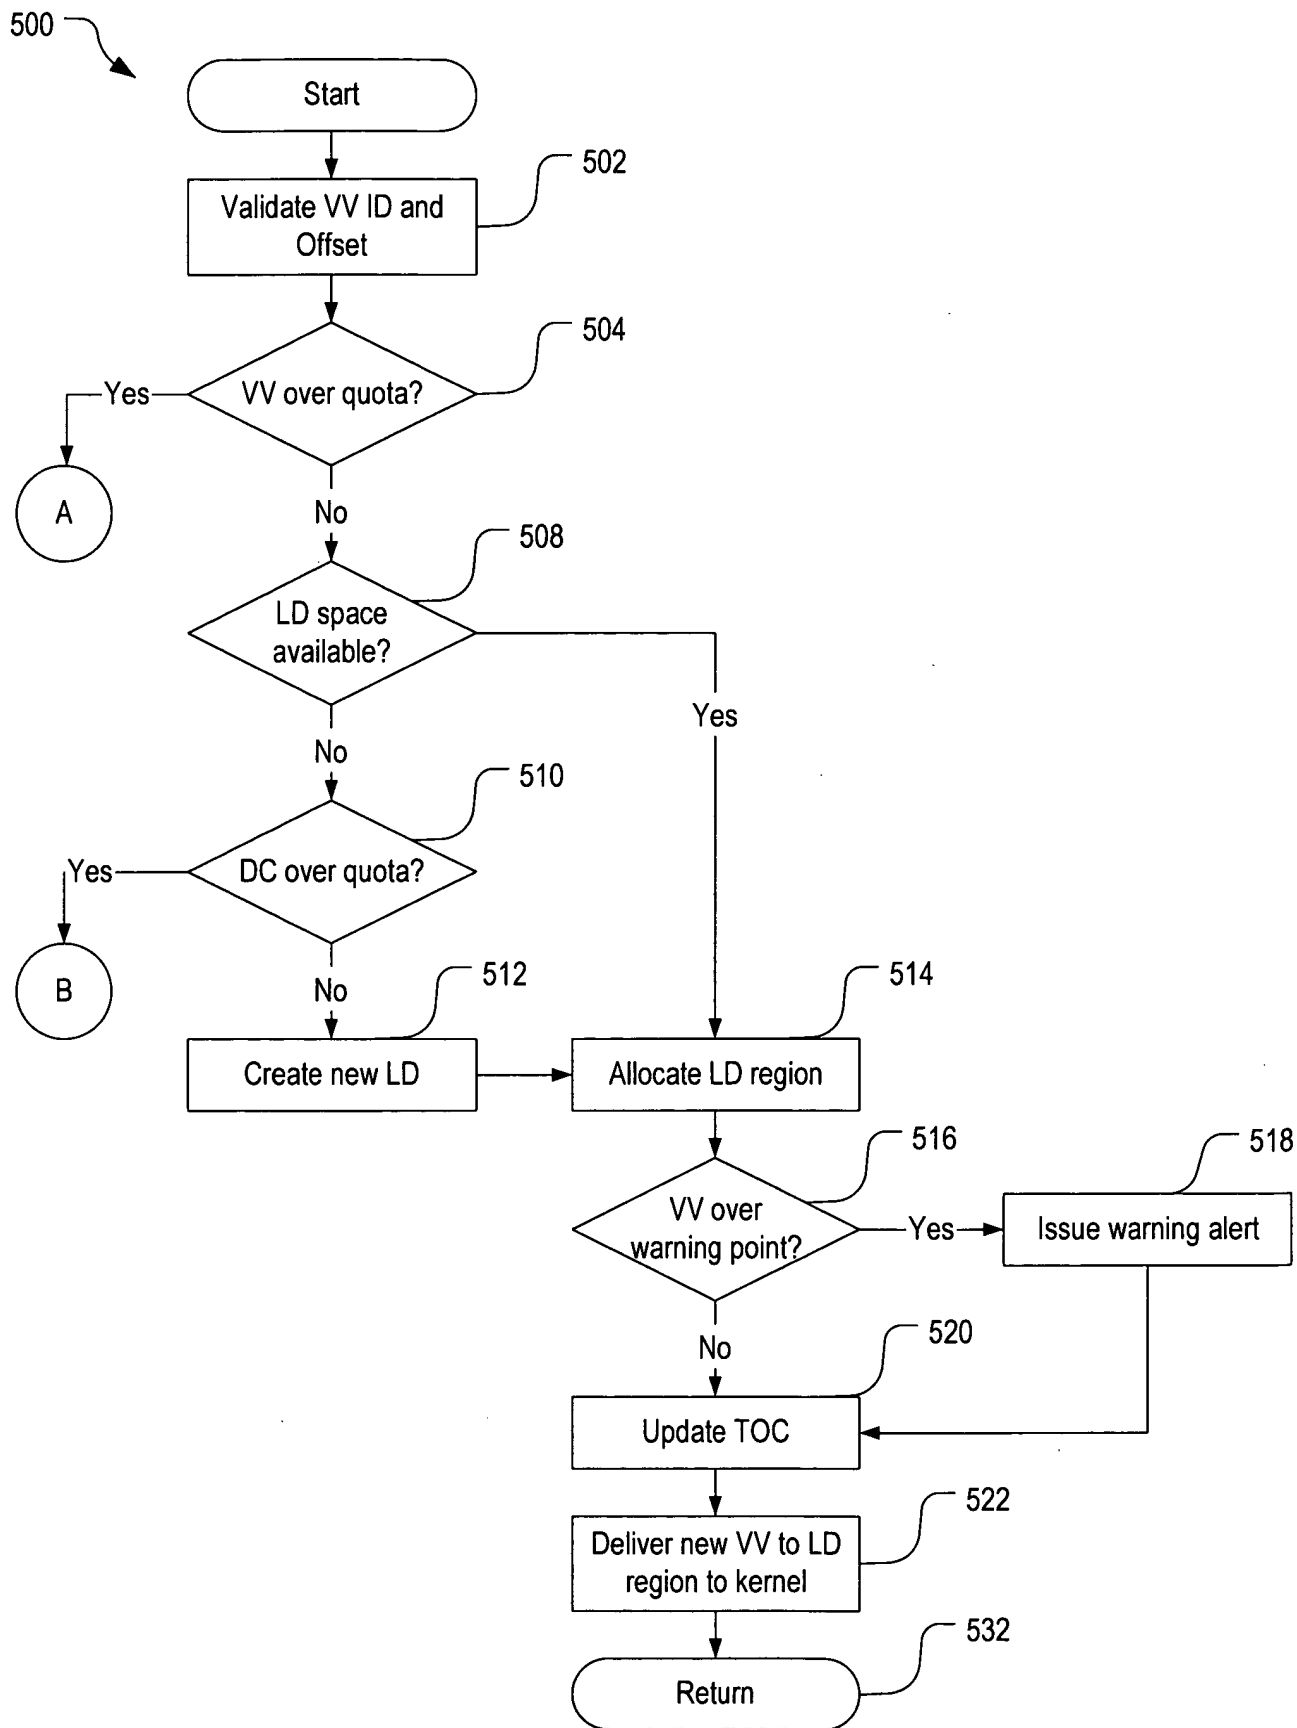 500
Start
502
Validate VV ID and
Offset
504
VV over quota?
Yes
A
No
508
LD space
available?
Yes
No
510
DC over quota?
Yes
B
No
512
514
Create new LD
Allocate LD region
516
518
VV over
warning point?
Yes
Issue warning alert
No
520
Update TOC
522
Deliver new VV to LD
region to kernel
532
Return